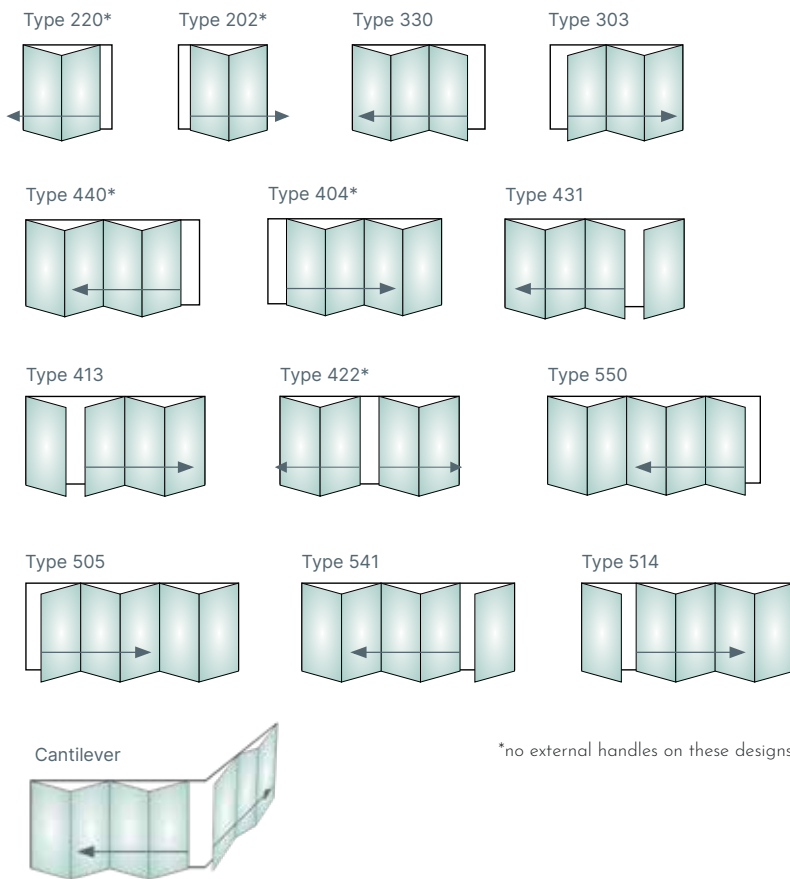 Type 220*
Type 202*
Type 330
Type 303
Type 440*
Type 404*
Type 431
Type 413
Type 422*
Type 550
Type 505
Type 541
Type 514
Cantilever
*no external handles on these designs